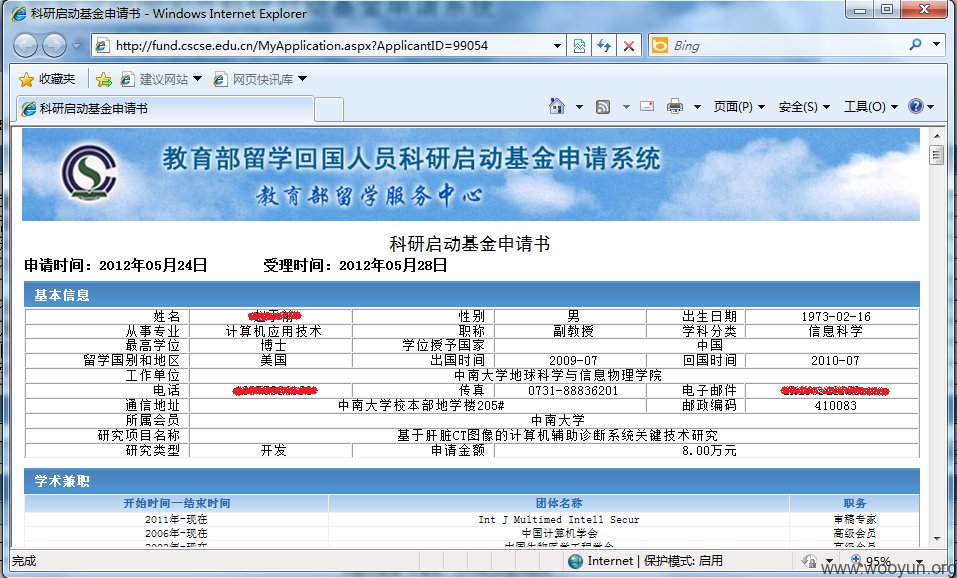 科研启动基金申请书 - Windows Internet Explorer
http://fund.cscse.edu.cn/MyApplication.aspx?ApplicantID=99054 Bing
收藏夹 建议网站 网页快讯库
科研启动基金申请书 页面(P) 安全(S) 工具(O)
教育部留学回国人员科研启动基金申请系统
教育部留学服务中心
科研启动基金申请书
申请时间：2012年05月24日 受理时间：2012年05月28日
基本信息
姓名 性别 男 出生日期 1973-02-16
从事专业 计算机应用技术 职称 副教授 学科分类 信息科学
最高学位 博士 学位授予国家 中国
留学国别和地区 美国 出国时间 2009-07 回国时间 2010-07
工作单位 中南大学地球科学与信息物理学院
电话 传真 0731-88836201 电子邮件
通信地址 中南大学校本部地学楼205# 邮政编码 410083
所属会员 中南大学
研究项目名称 基于肝脏CT图像的计算机辅助诊断系统关键技术研究
研究类型 开发 申请金额 8.00万元
学术兼职
开始时间—结束时间 团体名称 职务
2011年-现在 Int J Multimed Intell Secur 审稿专家
2006年-现在 中国计算机学会 高级会员
完成 Internet | 保护模式: 启用 95%
www.wooyun.org